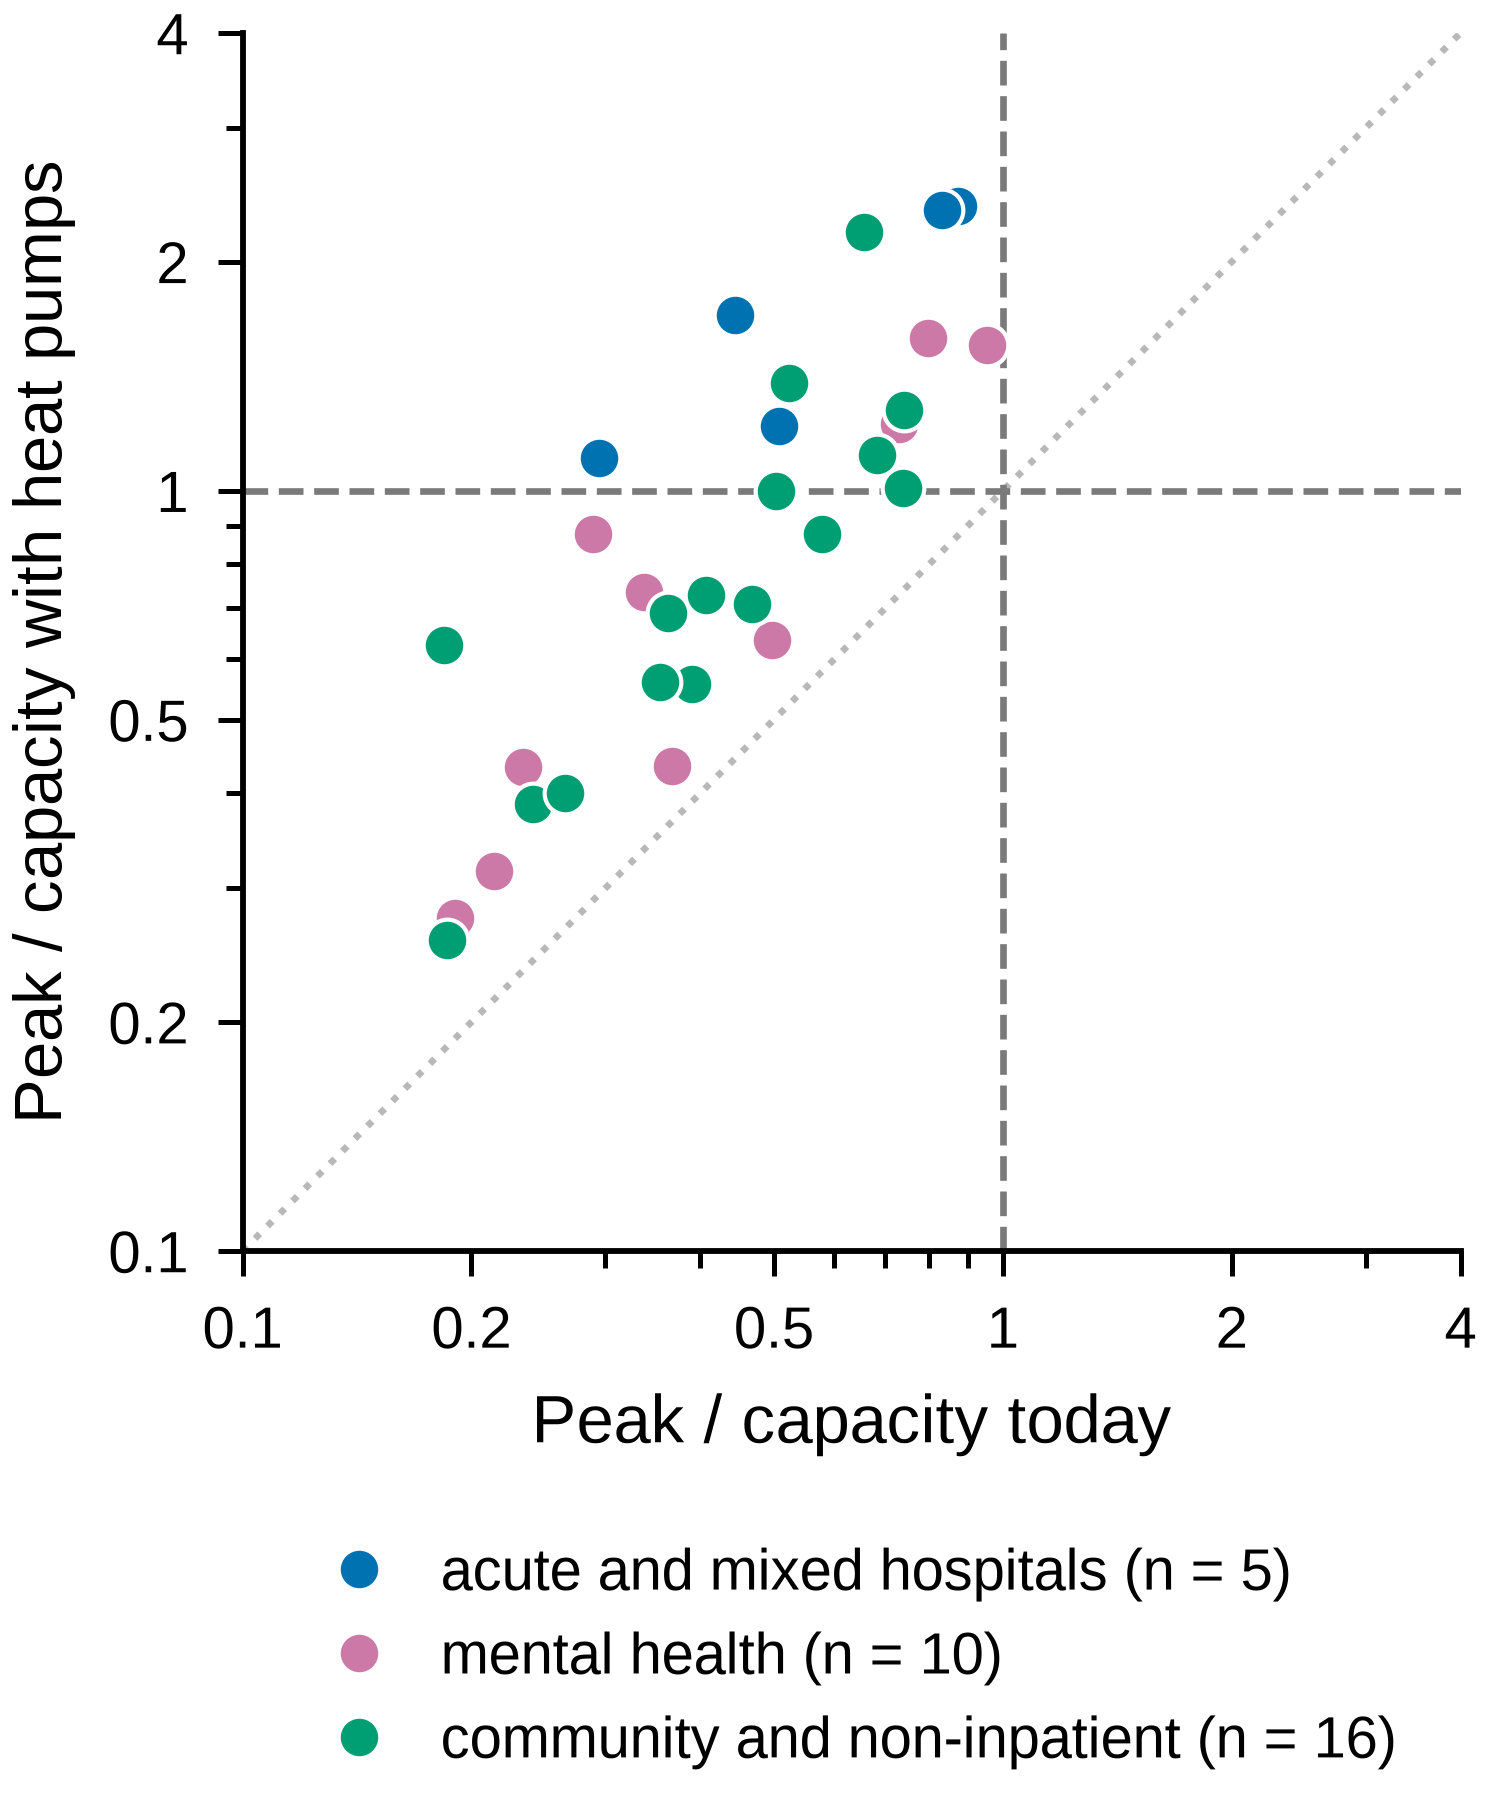 4
2
1
0.5
0.2
0.1
Peak / capacity with heat pumps
0.1 0.2 0.5 1 2 4
Peak / capacity today
acute and mixed hospitals (n = 5)
mental health (n = 10)
community and non-inpatient (n = 16)